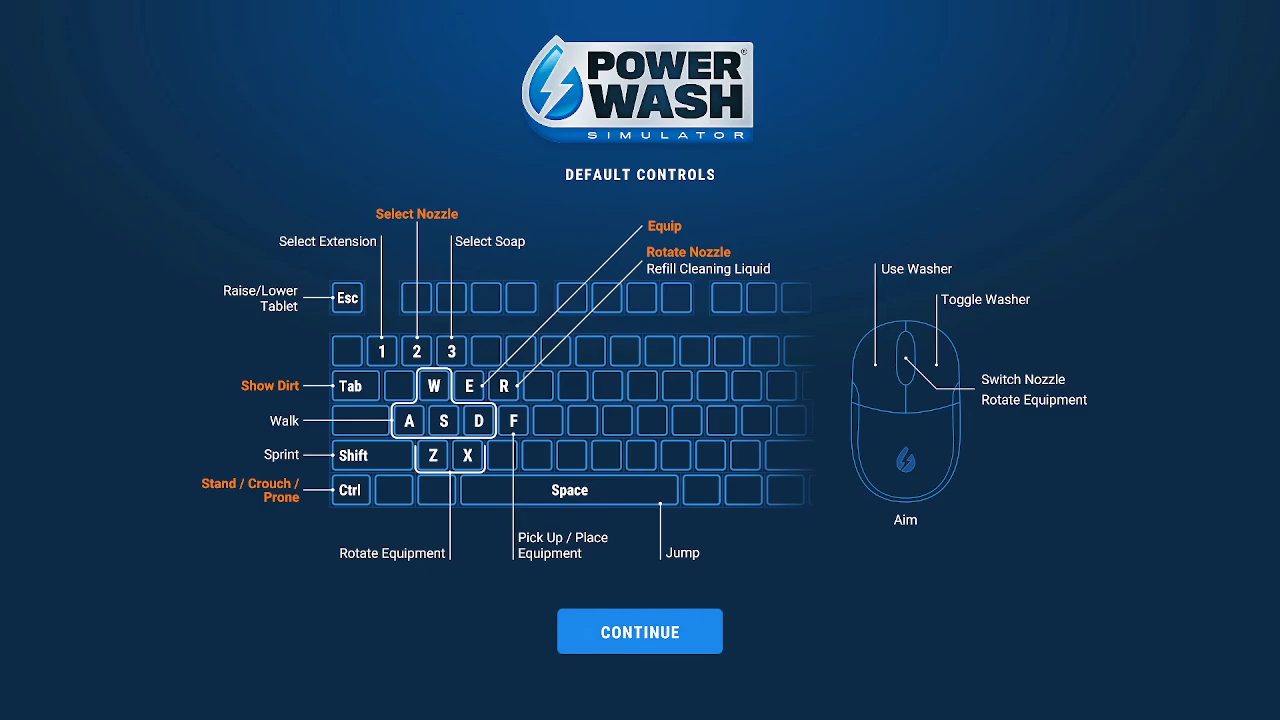 POWER®
WASH
SIMULATOR
DEFAULT CONTROLS
Select Nozzle
Select Extension
Select Soap
Equip
Rotate Nozzle
Refill Cleaning Liquid
Use Washer
Toggle Washer
Raise/Lower
Tablet
Esc
1 2 3
Show Dirt
Tab W E R
Switch Nozzle
Rotate Equipment
Walk
A S D F
Sprint
Shift Z X
Stand / Crouch /
Prone
Ctrl Space
Aim
Rotate Equipment
Pick Up / Place
Equipment
Jump
CONTINUE